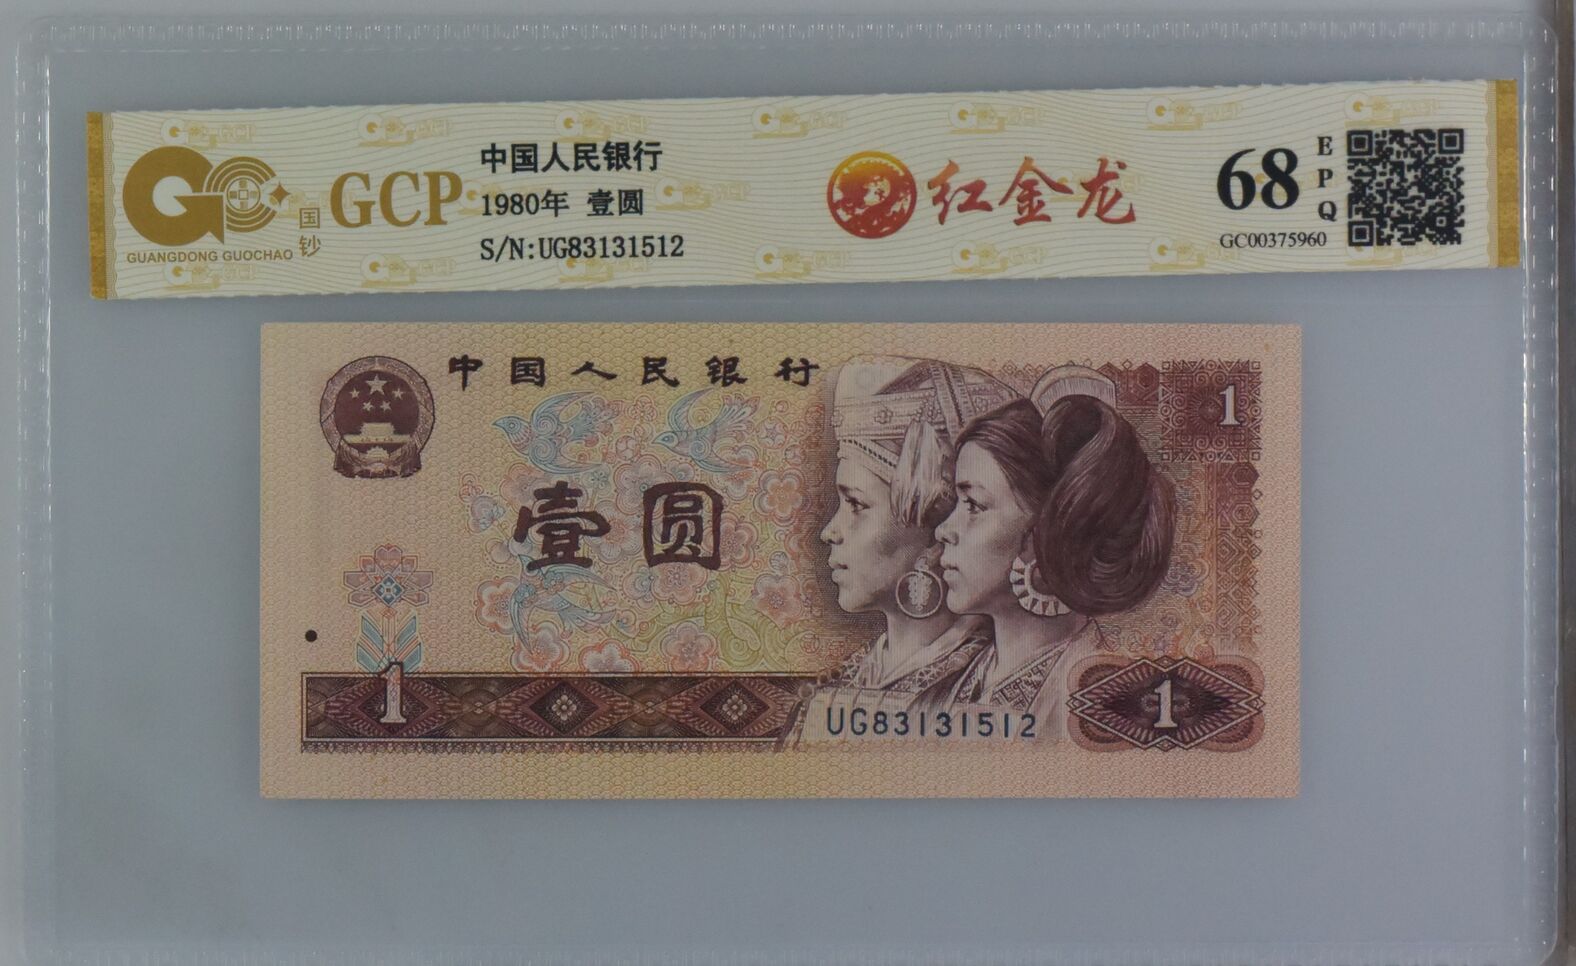 GCP
国钞
GUANGDONG GUOCHAO
中国人民银行
1980年 壹圆
S/N:UG83131512
红金龙
68
EPQ
GC00375960
中国人民银行
1
壹圆
1
UG83131512
1